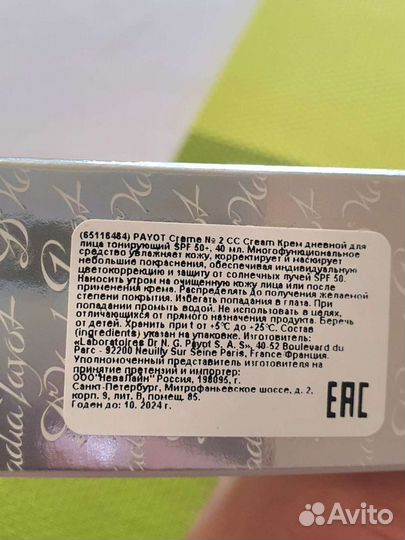 (65116464) PAYOT Creme № 2 CC Cream Крем дневной для
лица тонирующий SPF 50+, 40 мл. Многофункциональное
средство увлажняет кожу, корректирует и маскирует
небольшие покраснения, обеспечивая индивидуальную
цветокоррекцию и защиту от солнечных лучей SPF 50.
Наносить утром на очищенную кожу лица или после
применения крема. Распределять до получения желаемой
степени покрытия. Избегать попадания в глаза. При
попадании промыть водой. Не использовать в целях,
отличающихся от прямого назначения продукта. Беречь
от детей. Хранить при t от +5°C до +25°C. Состав
(ingredients) указан на упаковке. Изготовитель:
«Laboratoires Dr N. G. Payot S. A. S», 40-52 Boulevard du
Parc - 92200 Neuilly Sur Seine Paris, France Франция.
Уполномоченный представитель изготовителя на
принятие претензий и импортер:
ООО"НеваЛайн" Россия, 198095, г.
Санкт-Петербург, Митрофаньевское шоссе, д. 2,
корп. 9, лит. В, помещ. 85.
Годен до: 10. 2024 г.
EAC
Nadia Payot
Avito